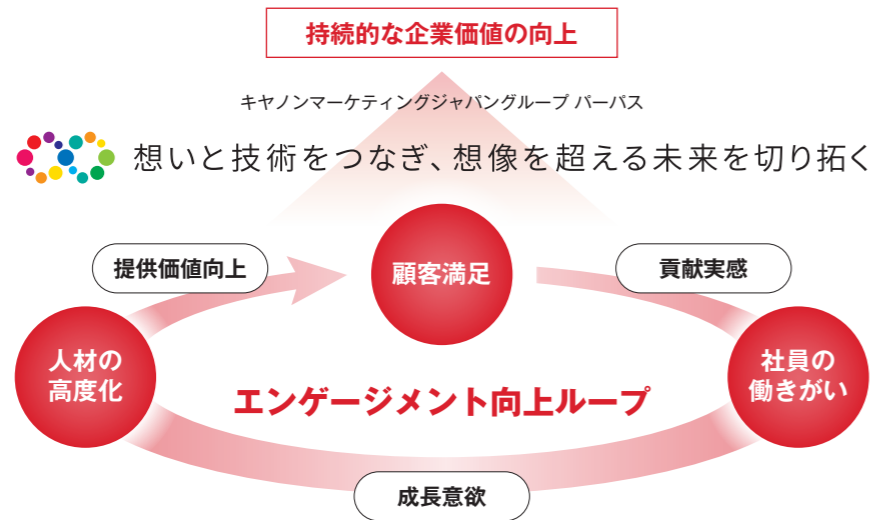 持続的な企業価値の向上
キヤノンマーケティングジャパングループ パーパス
想いと技術をつなぎ、想像を超える未来を切り拓く
提供価値向上
顧客満足
貢献実感
人材の
高度化
社員の
働きがい
エンゲージメント向上ループ
成長意欲